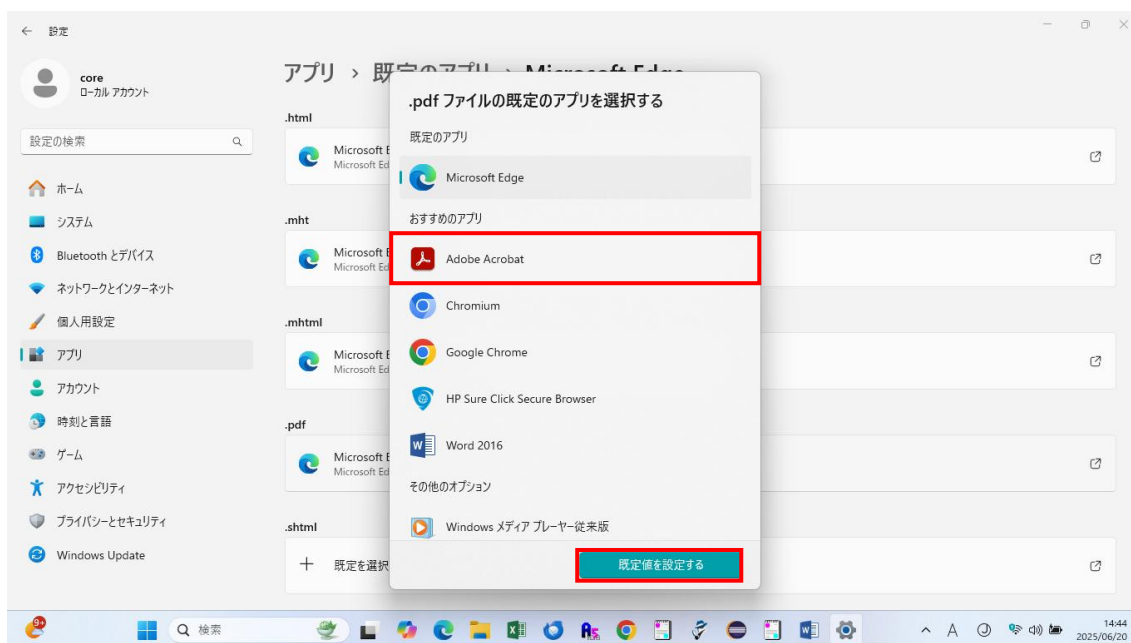 ← 設定
core
ローカル アカウント
設定の検索
ホーム
システム
Bluetooth とデバイス
ネットワークとインターネット
個人用設定
アプリ
アカウント
時刻と言語
ゲーム
アクセシビリティ
プライバシーとセキュリティ
Windows Update
アプリ › 既定のアプリ › Microsoft Edge
.html
Microsoft E
Microsoft Ed
.mht
Microsoft E
Microsoft Ed
.mhtml
Microsoft E
Microsoft Ed
.pdf
Microsoft E
Microsoft Ed
.shtml
既定を選択
.pdf ファイルの既定のアプリを選択する
既定のアプリ
Microsoft Edge
おすすめのアプリ
Adobe Acrobat
Chromium
Google Chrome
HP Sure Click Secure Browser
Word 2016
その他のオプション
Windows メディア プレーヤー従来版
既定値を設定する
9+
検索
A
14:44
2025/06/20